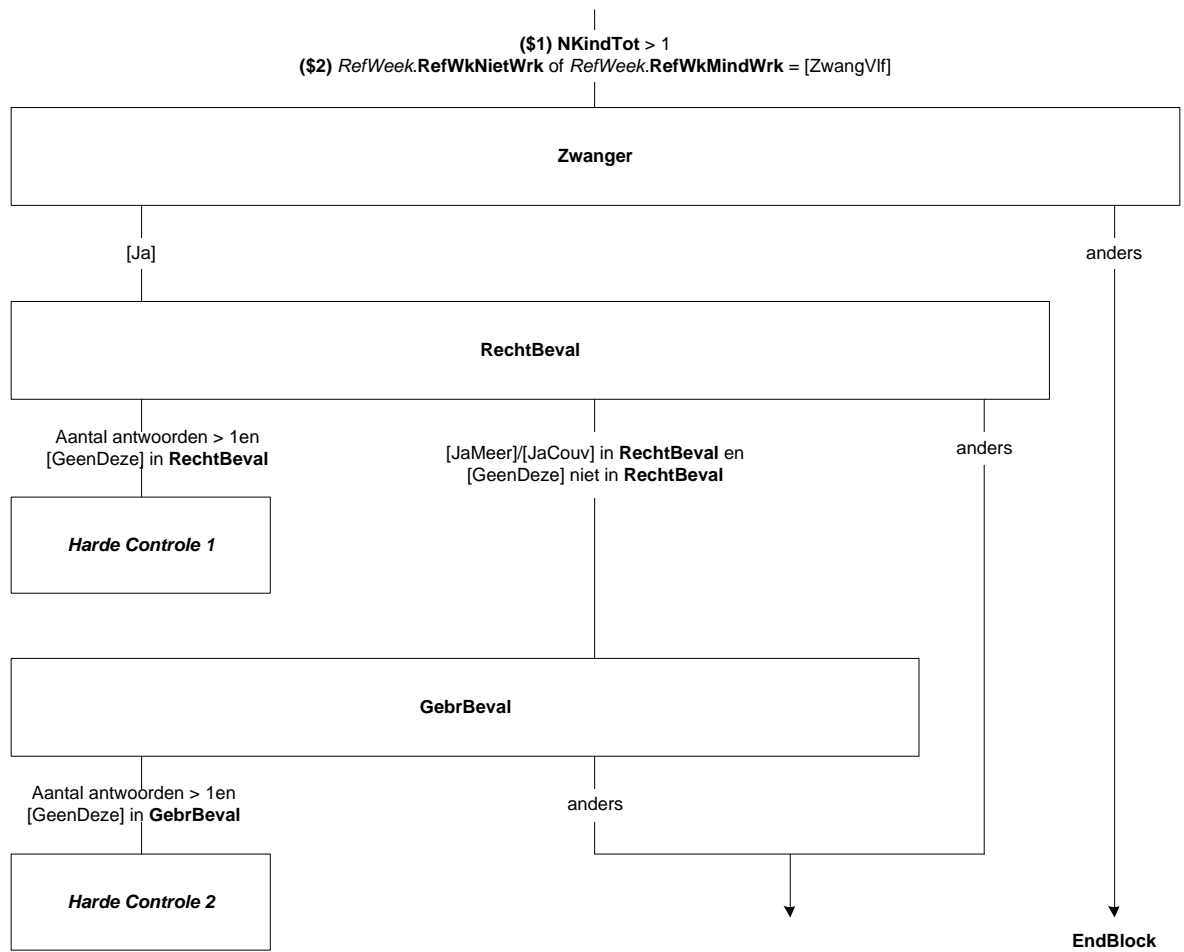 ($1) NKindTot > 1
($2) RefWeek.RefWkNietWrk of RefWeek.RefWkMindWrk = [ZwangVlf]
Zwanger
[Ja]
anders
RechtBeval
Aantal antwoorden > 1en
[GeenDeze] in RechtBeval
[JaMeer]/[JaCouv] in RechtBeval en
[GeenDeze] niet in RechtBeval
anders
Harde Controle 1
GebrBeval
Aantal antwoorden > 1en
[GeenDeze] in GebrBeval
anders
Harde Controle 2
EndBlock